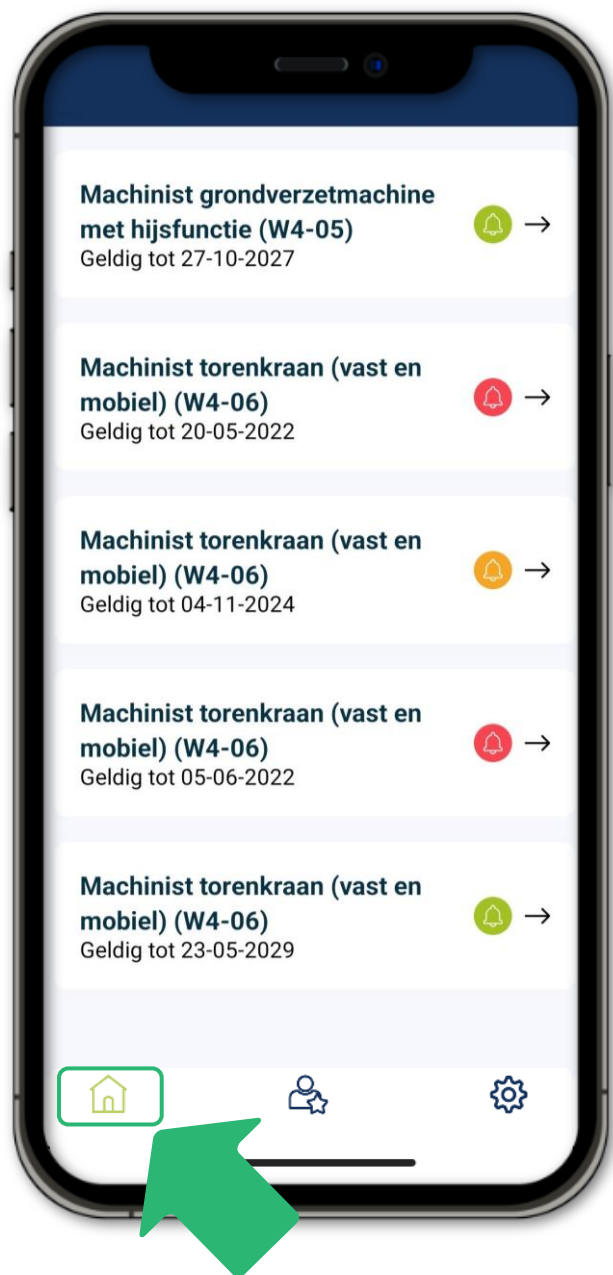 Machinist grondverzetmachine
met hijsfunctie (W4-05)
Geldig tot 27-10-2027
Machinist torenkraan (vast en
mobiel) (W4-06)
Geldig tot 20-05-2022
Machinist torenkraan (vast en
mobiel) (W4-06)
Geldig tot 04-11-2024
Machinist torenkraan (vast en
mobiel) (W4-06)
Geldig tot 05-06-2022
Machinist torenkraan (vast en
mobiel) (W4-06)
Geldig tot 23-05-2029